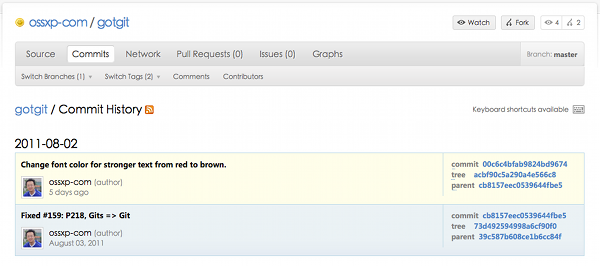 ossxp-com / gotgit
Watch Fork 4 2
Source Commits Network Pull Requests (0) Issues (0) Graphs Branch: master
Switch Branches (1) Switch Tags (2) Comments Contributors
gotgit / Commit History Keyboard shortcuts available
2011-08-02
Change font color for stronger text from red to brown.
ossxp-com (author)
5 days ago
commit 00c6c4bfab9824bd9674
tree acbf90c5a290a4e566c8
parent cb8157eec0539644fbe5
Fixed #159: P218, Gits => Git
ossxp-com (author)
August 03, 2011
commit cb8157eec0539644fbe5
tree 73d492594998a6cf90f0
parent 39c587b608ce1b6cc84f